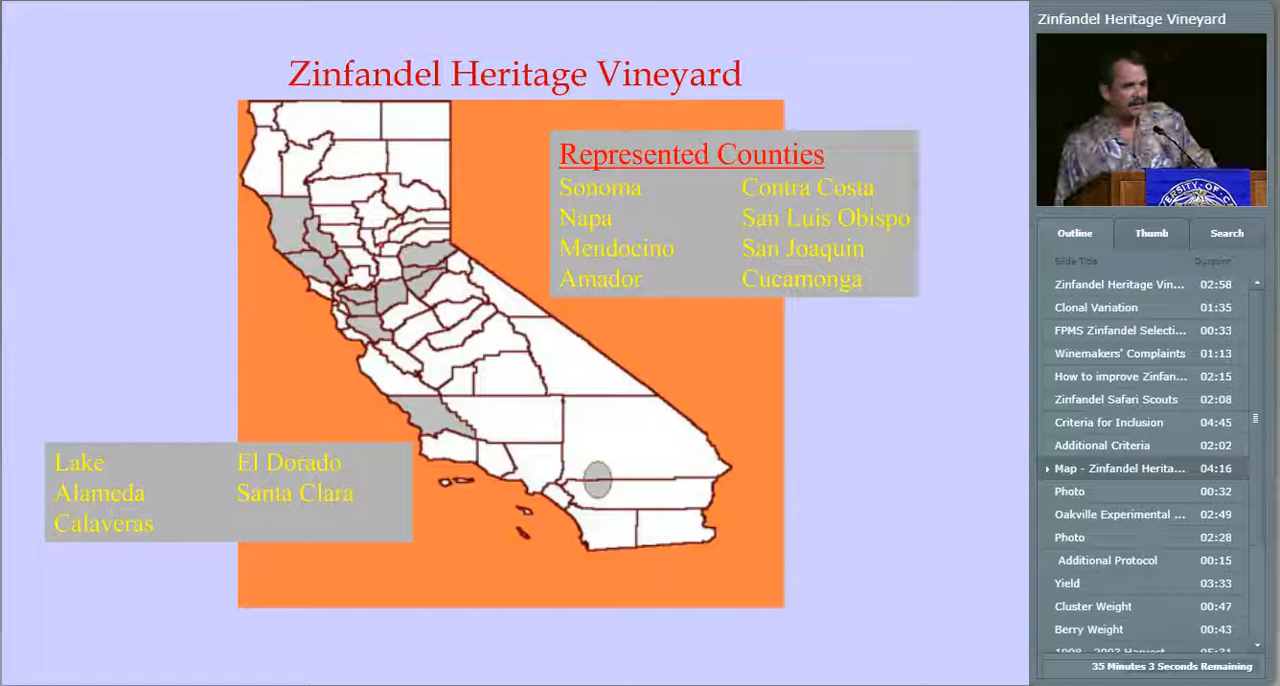 Zinfandel Heritage Vineyard
Represented Counties
Sonoma
Napa
Mendocino
Amador
Contra Costa
San Luis Obispo
San Joaquin
Cucamonga
Lake
Alameda
Calaveras
El Dorado
Santa Clara
Zinfandel Heritage Vineyard
Outline Thumb Search
Slide Title Duration
Zinfandel Heritage Vin... 02:58
Clonal Variation 01:35
FPMS Zinfandel Selecti... 00:33
Winemakers' Complaints 01:13
How to improve Zinfan... 02:15
Zinfandel Safari Scouts 02:08
Criteria for Inclusion 04:45
Additional Criteria 02:02
Map - Zinfandel Herita... 04:16
Photo 00:32
Oakville Experimental ... 02:49
Photo 02:28
Additional Protocol 00:15
Yield 03:33
Cluster Weight 00:47
Berry Weight 00:43
35 Minutes 3 Seconds Remaining